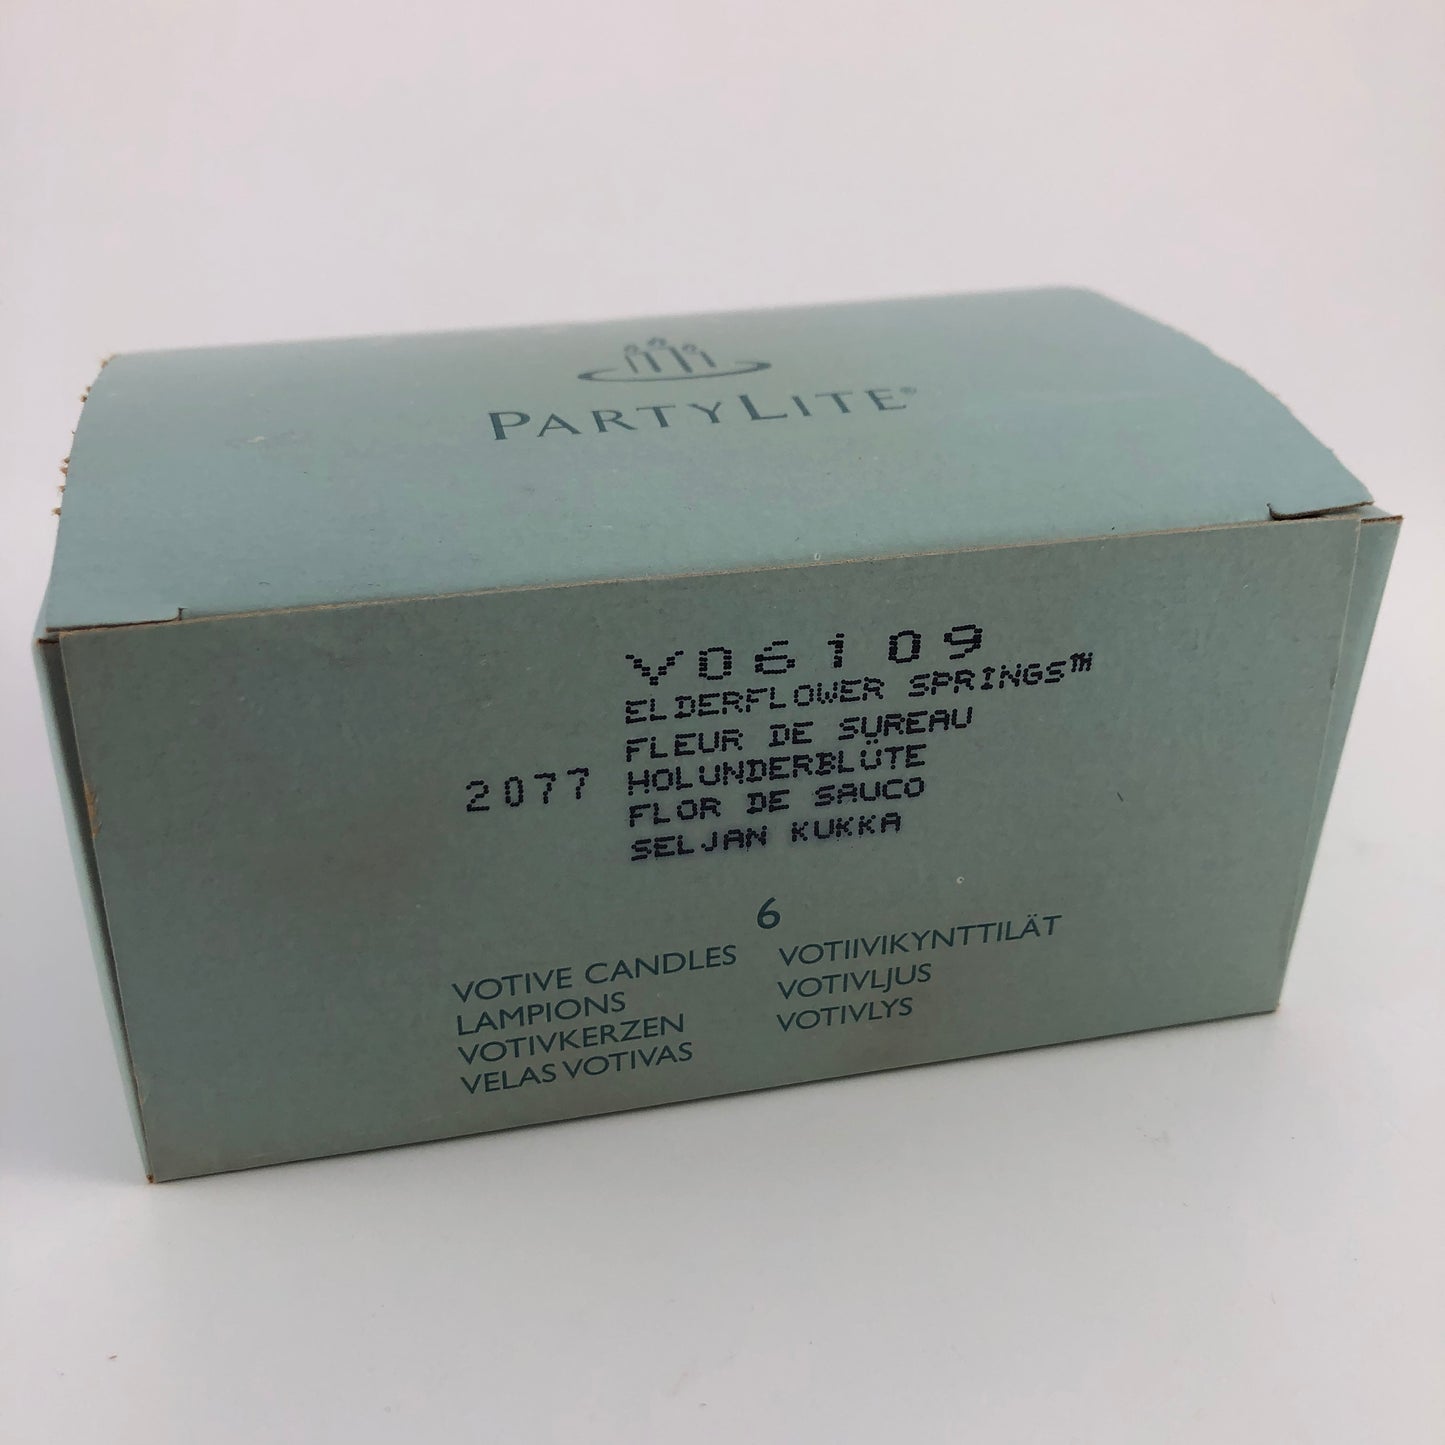 PARTYLITE®
V06109
ELDERFLOWER SPRINGS™
FLEUR DE SUREAU
2077 HOLUNDERBLÜTE
FLOR DE SAUCO
SELJAN KUKKA
6
VOTIVE CANDLES
LAMPIONS
VOTIVKERZEN
VELAS VOTIVAS
VOTIIVIKYNTTILÄT
VOTIVLJUS
VOTIVLYS